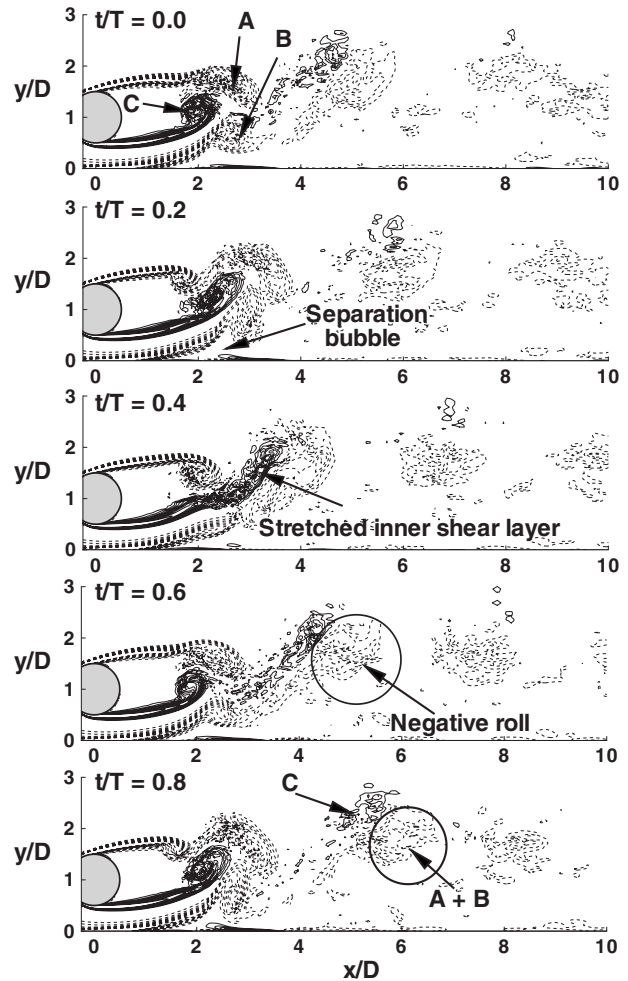 t/T = 0.0
A
B
C
y/D
3
2
1
0
0 2 4 6 8 10
t/T = 0.2
Separation
bubble
y/D
3
2
1
0
0 2 4 6 8 10
t/T = 0.4
Stretched inner shear layer
y/D
3
2
1
0
0 2 4 6 8 10
t/T = 0.6
Negative roll
y/D
3
2
1
0
0 2 4 6 8 10
t/T = 0.8
C
A + B
y/D
3
2
1
0
0 2 4 6 8 10
x/D